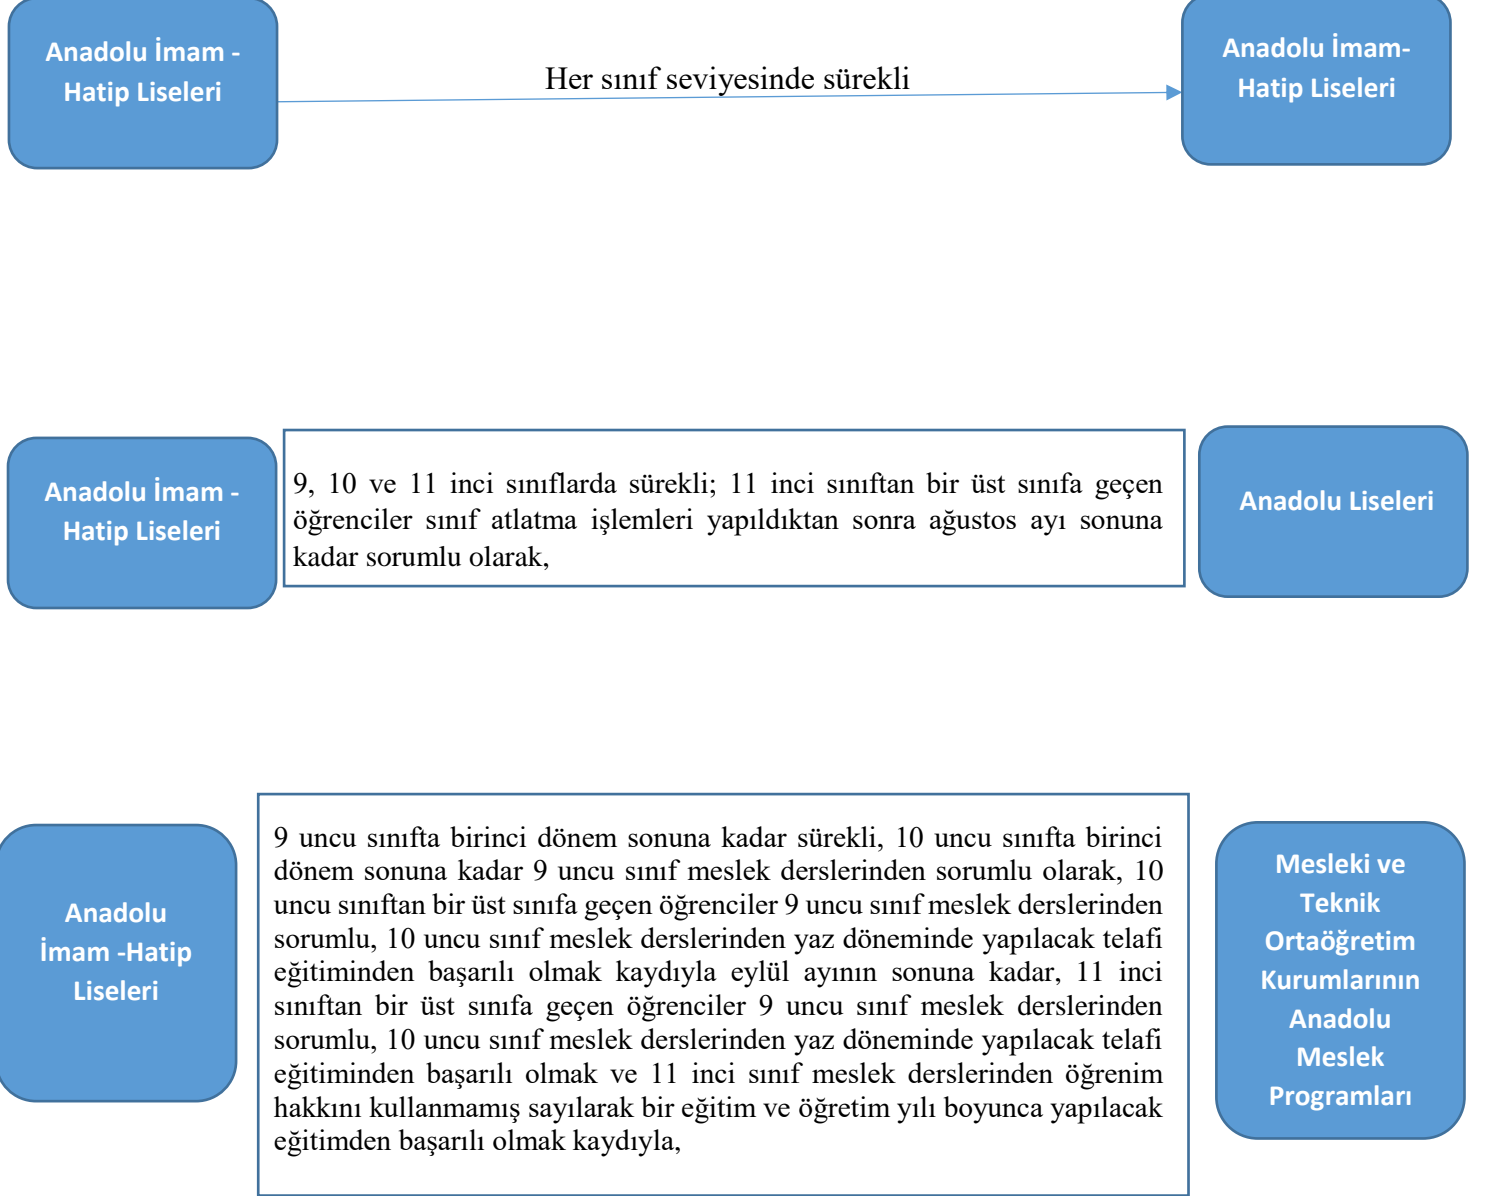 Anadolu İmam -
Hatip Liseleri
Her sınıf seviyesinde sürekli
Anadolu İmam-
Hatip Liseleri
Anadolu İmam -
Hatip Liseleri
9, 10 ve 11 inci sınıflarda sürekli; 11 inci sınıftan bir üst sınıfa geçen
öğrenciler sınıf atlatma işlemleri yapıldıktan sonra ağustos ayı sonuna
kadar sorumlu olarak,
Anadolu Liseleri
Anadolu
İmam -Hatip
Liseleri
9 uncu sınıfta birinci dönem sonuna kadar sürekli, 10 uncu sınıfta birinci
dönem sonuna kadar 9 uncu sınıf meslek derslerinden sorumlu olarak, 10
uncu sınıftan bir üst sınıfa geçen öğrenciler 9 uncu sınıf meslek derslerinden
sorumlu, 10 uncu sınıf meslek derslerinden yaz döneminde yapılacak telafi
eğitiminden başarılı olmak kaydıyla eylül ayının sonuna kadar, 11 inci
sınıftan bir üst sınıfa geçen öğrenciler 9 uncu sınıf meslek derslerinden
sorumlu, 10 uncu sınıf meslek derslerinden yaz döneminde yapılacak telafi
eğitiminden başarılı olmak ve 11 inci sınıf meslek derslerinden öğrenim
hakkını kullanmamış sayılarak bir eğitim ve öğretim yılı boyunca yapılacak
eğitimden başarılı olmak kaydıyla,
Mesleki ve
Teknik
Ortaöğretim
Kurumlarının
Anadolu
Meslek
Programları